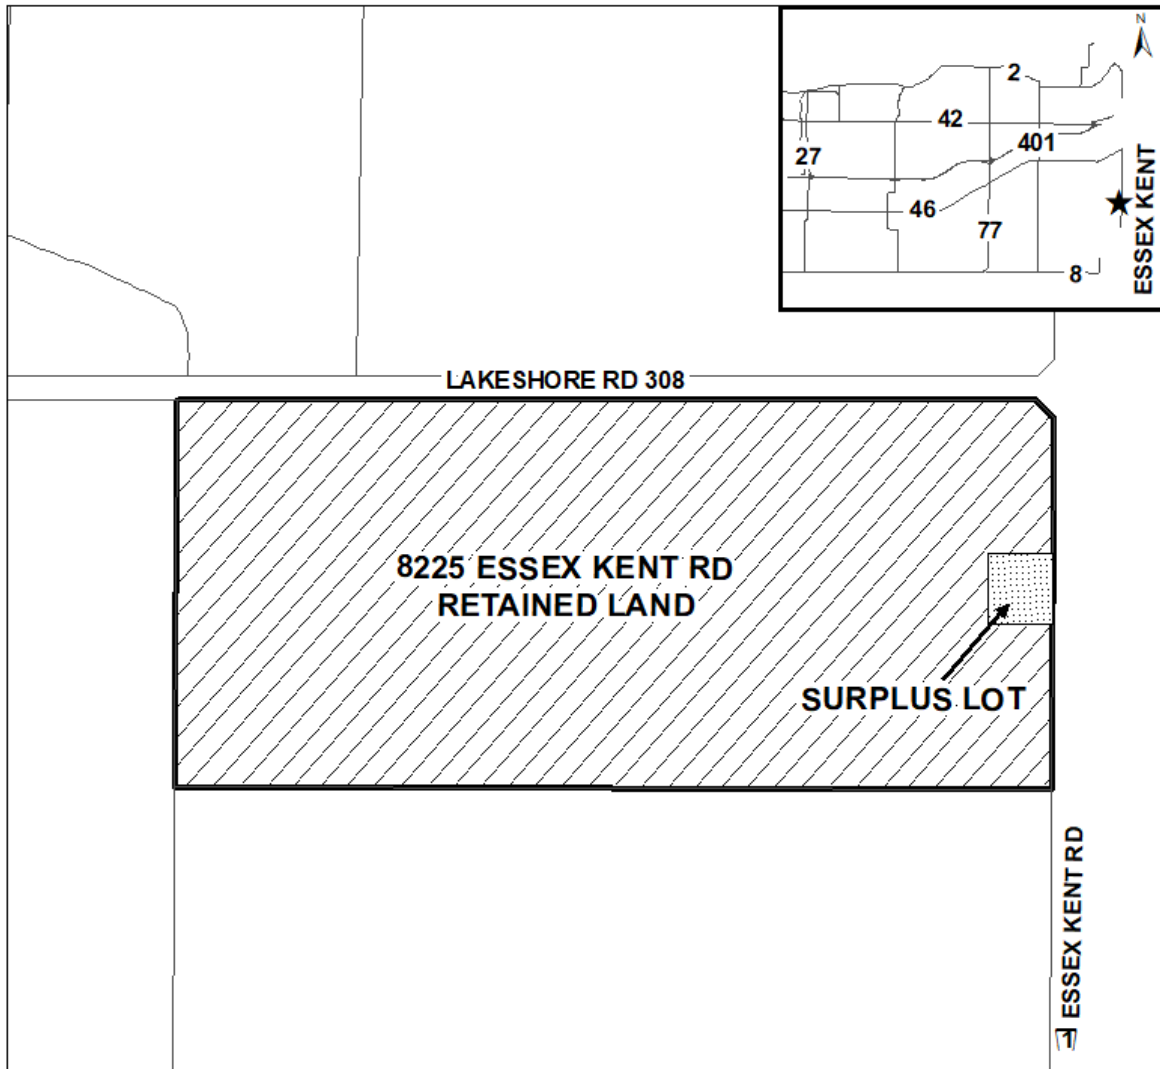 N
2
42
401
27
46
77
8
ESSEX KENT
LAKESHORE RD 308
8225 ESSEX KENT RD
RETAINED LAND
SURPLUS LOT
ESSEX KENT RD
1